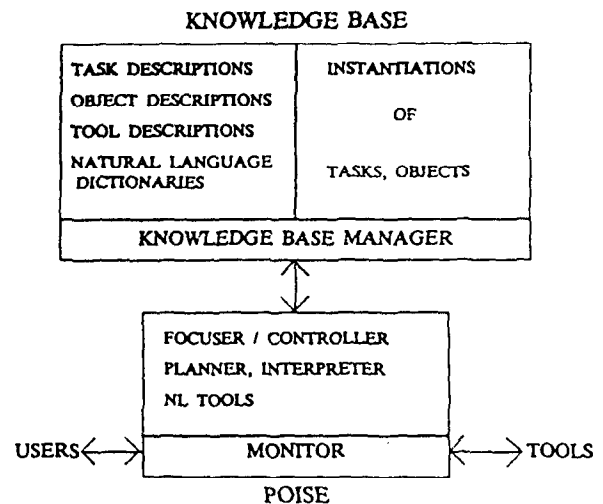 KNOWLEDGE BASE
TASK DESCRIPTIONS
OBJECT DESCRIPTIONS
TOOL DESCRIPTIONS
NATURAL LANGUAGE
DICTIONARIES
INSTANTIATIONS
OF
TASKS, OBJECTS
KNOWLEDGE BASE MANAGER
FOCUSER / CONTROLLER
PLANNER, INTERPRETER
NL TOOLS
USERS
MONITOR
TOOLS
POISE